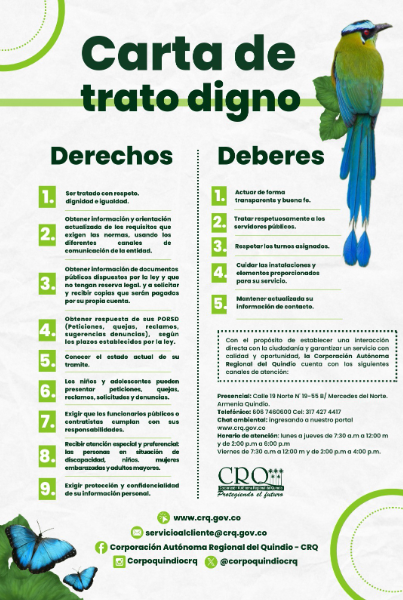 Carta de
trato digno
Derechos
1.
Ser tratado con respeto,
dignidad e igualdad.
2.
Obtener información y orientación
actualizada de los requisitos que
exigen las normas, usando los
diferentes canales de
comunicación de la entidad.
3.
Obtener información de documentos
públicos dispuestos por la ley y que
no tengan reserva legal, y a solicitar
y recibir copias que serán pagados
por su propia cuenta.
4.
Obtener respuesta de sus PQRSD
(Peticiones, quejas, reclamos,
sugerencias denuncias), según
los plazos establecidos por la ley.
5.
Conocer el estado actual de su
tramite.
6.
Los niños y adolescentes pueden
presentar peticiones, quejas,
reclamos, solicitudes y denuncias.
7.
Exigir que los funcionarios públicos o
contratistas cumplan con sus
responsabilidades.
8.
Recibir atención especial y preferencial:
las personas en situación de
discapacidad, niños, mujeres
embarazadas y adultos mayores.
9.
Exigir protección y confidencialidad
de su información personal.
Deberes
1.
Actuar de forma
transparente y buena fe.
2.
Tratar respetuosamente a los
servidores públicos.
3.
Respetar los turnos asignados.
4.
Cuidar las instalaciones y
elementos proporcionados
para su servicio.
5.
Mantener actualizada su
información de contacto.
Con el propósito de establecer una interacción
directa con la ciudadanía y garantizar un servicio con
calidad y oportunidad, la Corporación Autónoma
Regional del Quindío cuenta con las siguientes
canales de atención:
Presencial: Calle 19 Norte N° 19-55 B/ Mercedes del Norte.
Armenia Quindío.
Telefónico: 606 7460600 Cel: 317 427 4417
Chat ambiental: ingresando a nuestro portal
www.crq.gov.co
Horario de atención: lunes a jueves de 7:30 a.m a 12:00 m
y de 2:00 p.m a 6:00 p.m
Viernes de 7:30 a.m a 12:00 m y de 2:00 p.m a 4:00 p.m.
CRQ
Corporación Autónoma Regional del Quindío
Protegiendo el futuro
www.crq.gov.co
servicioalcliente@crq.gov.co
Corporación Autónoma Regional del Quindío - CRQ
Corpoquindiocrq
@corpoquindiocrq